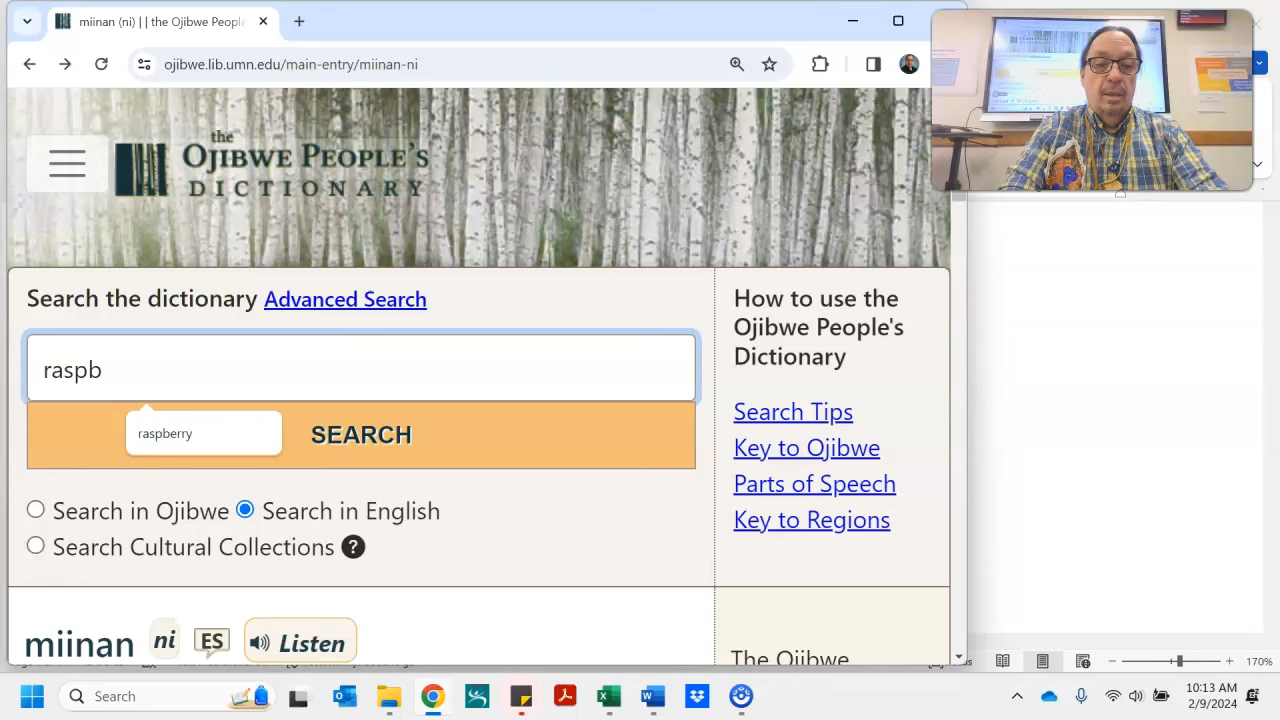 miinan (ni) | | the Ojibwe People
ojibwe.lib.umn.edu/main-entry/miinan-ni
the
OJIBWE PEOPLE'S
DICTIONARY
Search the dictionary Advanced Search
raspb
raspberry
SEARCH
Search in Ojibwe Search in English
Search Cultural Collections ?
How to use the
Ojibwe People's
Dictionary
Search Tips
Key to Ojibwe
Parts of Speech
Key to Regions
miinan ni ES Listen
The Ojibwe
170%
Search
10:13 AM
2/9/2024